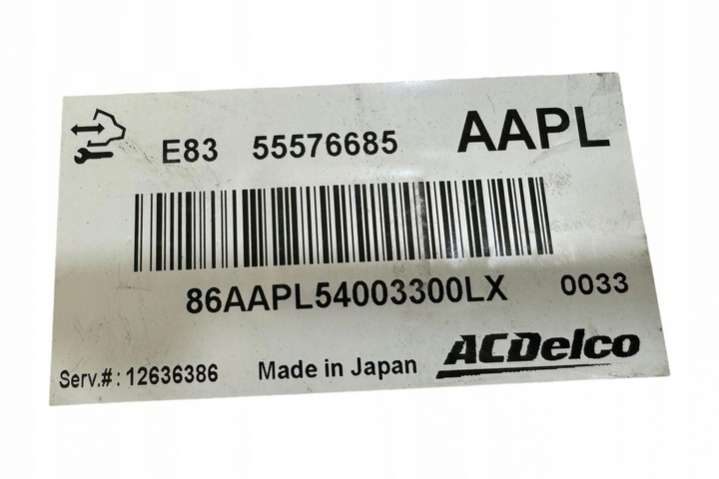 E83 55576685 AAPL
86AAPL54003300LX 0033
Serv.#: 12636386 Made in Japan ACDelco